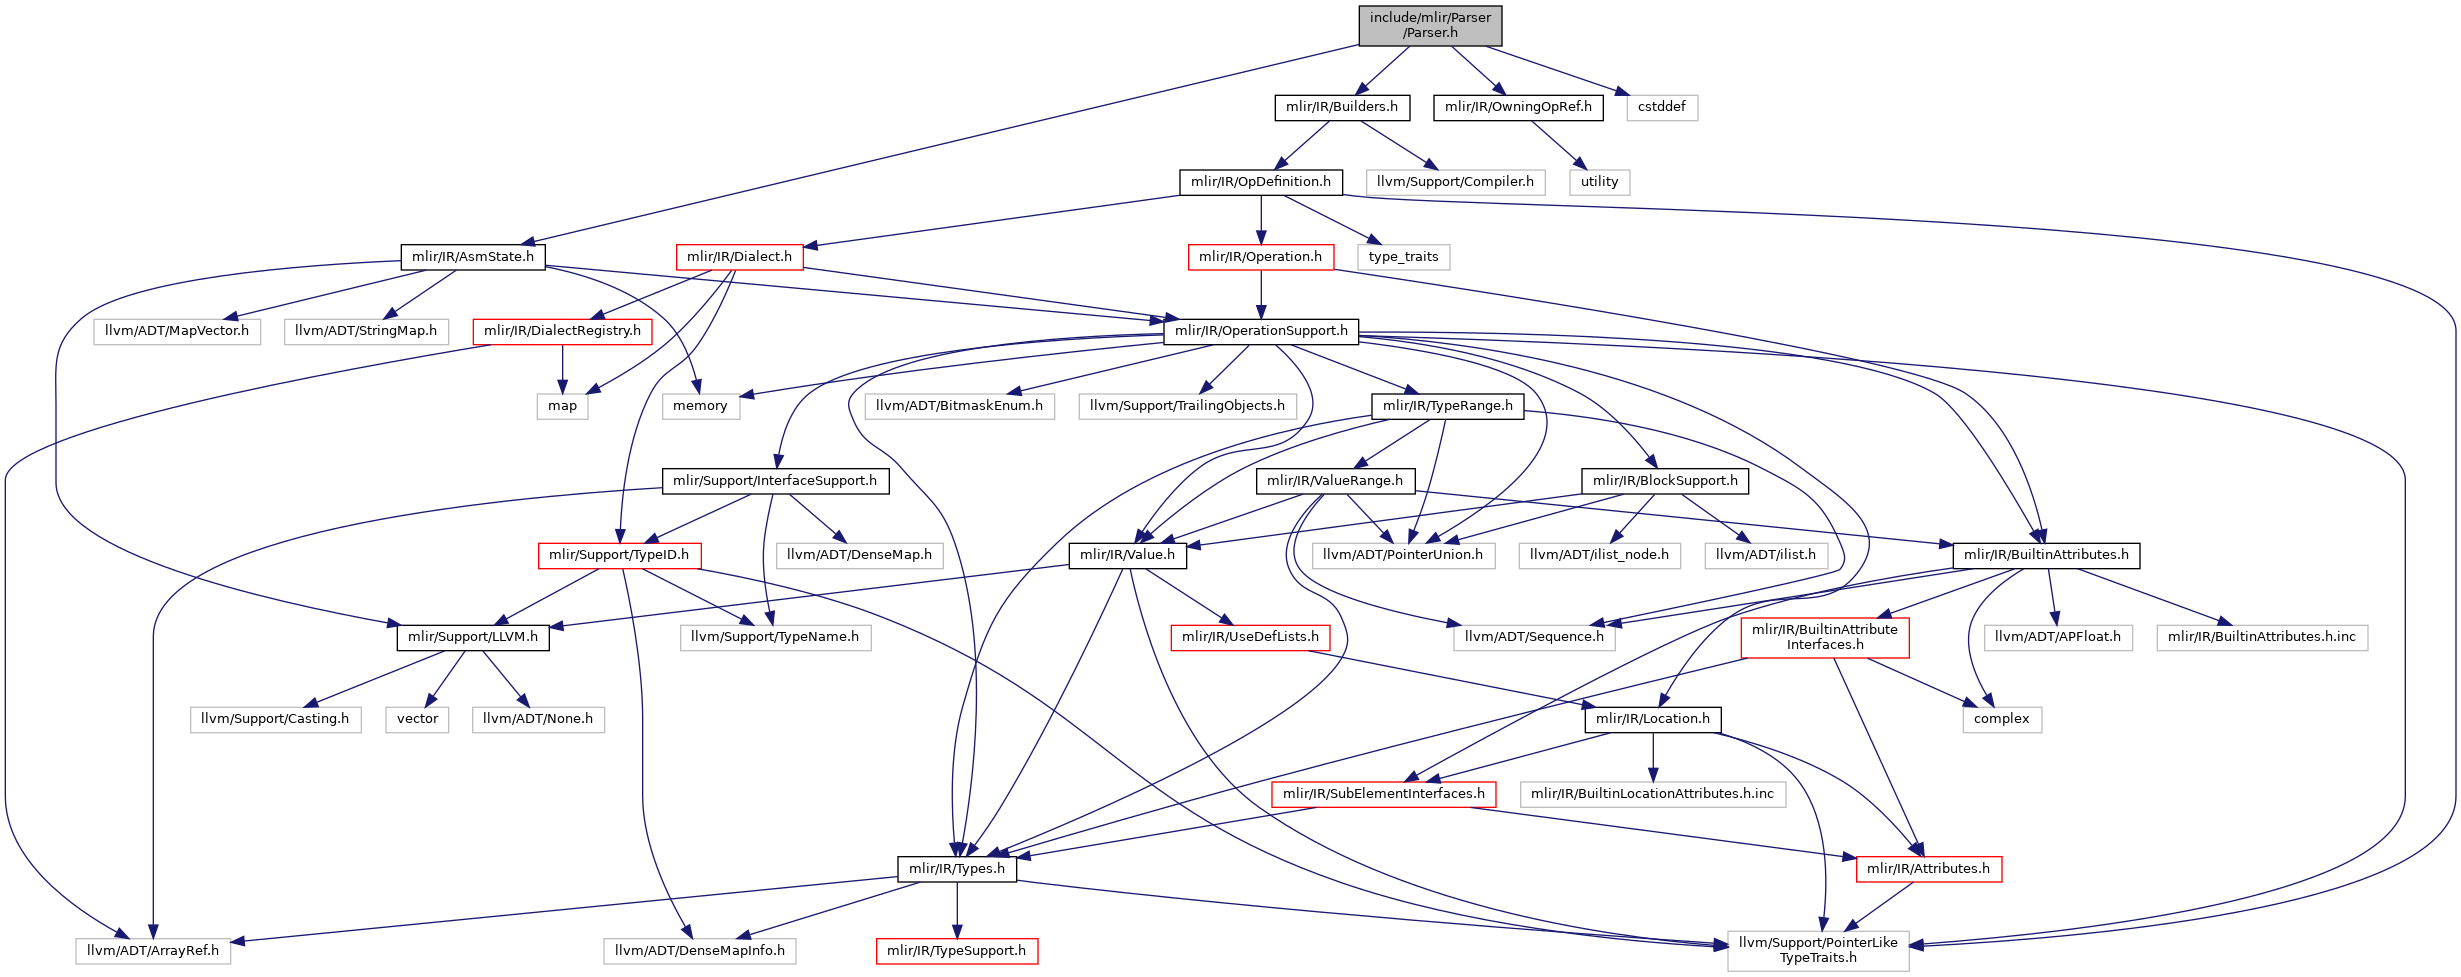 include/mlir/Parser
/Parser.h
mlir/IR/Builders.h
mlir/IR/OwningOpRef.h
cstddef
mlir/IR/OpDefinition.h
llvm/Support/Compiler.h
utility
mlir/IR/AsmState.h
mlir/IR/Dialect.h
mlir/IR/Operation.h
type_traits
llvm/ADT/MapVector.h
llvm/ADT/StringMap.h
mlir/IR/DialectRegistry.h
mlir/IR/OperationSupport.h
map
memory
llvm/ADT/BitmaskEnum.h
llvm/Support/TrailingObjects.h
mlir/IR/TypeRange.h
mlir/Support/InterfaceSupport.h
mlir/IR/ValueRange.h
mlir/IR/BlockSupport.h
mlir/Support/TypeID.h
llvm/ADT/DenseMap.h
mlir/IR/Value.h
llvm/ADT/PointerUnion.h
llvm/ADT/ilist_node.h
llvm/ADT/ilist.h
mlir/IR/BuiltinAttributes.h
mlir/Support/LLVM.h
llvm/Support/TypeName.h
mlir/IR/UseDefLists.h
llvm/ADT/Sequence.h
mlir/IR/BuiltinAttribute
Interfaces.h
llvm/ADT/APFloat.h
mlir/IR/BuiltinAttributes.h.inc
llvm/Support/Casting.h
vector
llvm/ADT/None.h
mlir/IR/Location.h
complex
mlir/IR/SubElementInterfaces.h
mlir/IR/BuiltinLocationAttributes.h.inc
mlir/IR/Types.h
mlir/IR/Attributes.h
llvm/ADT/ArrayRef.h
llvm/ADT/DenseMapInfo.h
mlir/IR/TypeSupport.h
llvm/Support/PointerLike
TypeTraits.h